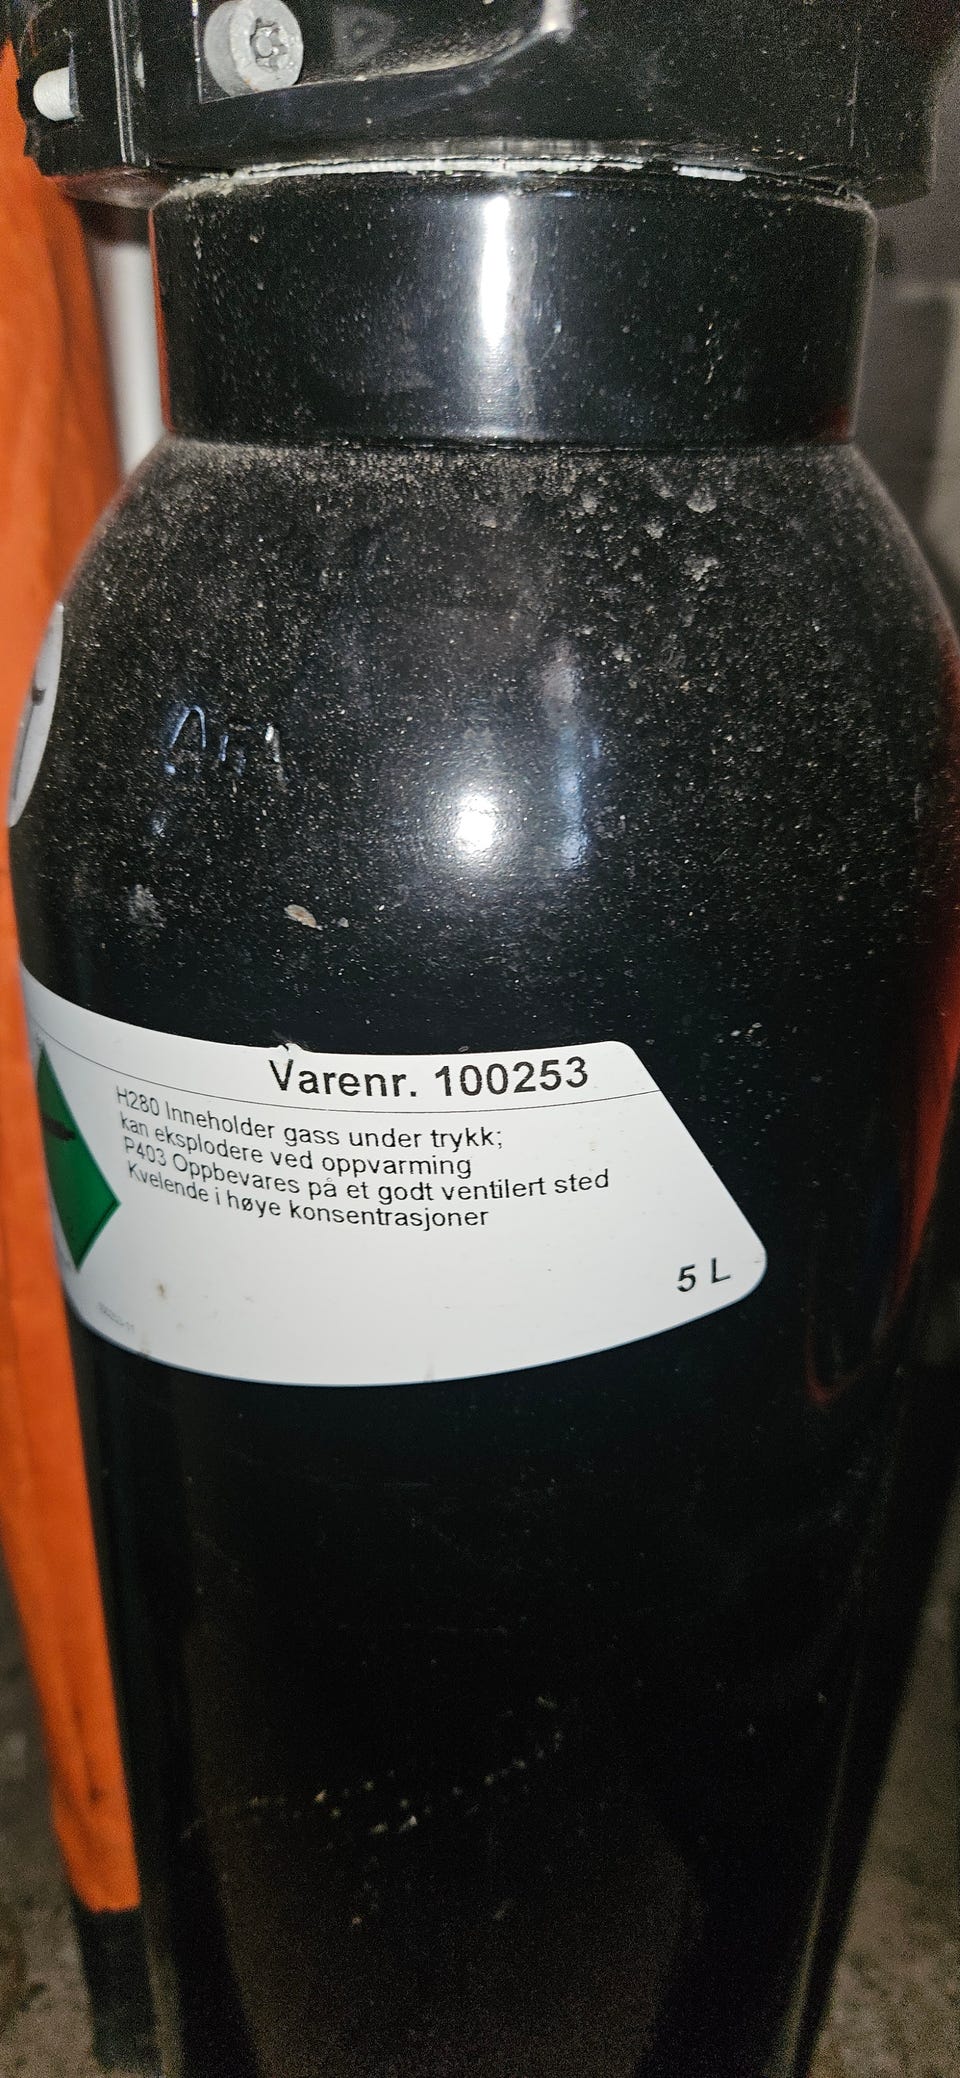 Varenr. 100253
H280 Inneholder gass under trykk;
kan eksplodere ved oppvarming
P403 Oppbevares på et godt ventilert sted
Kvelende i høye konsentrasjoner
5 L